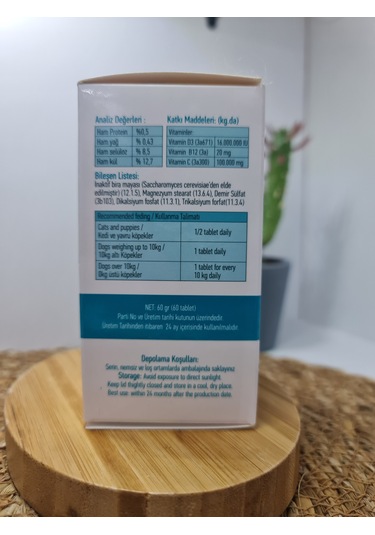 Analiz Değerleri : Katkı Maddeleri: (kg.da)
Ham Protein %0,5
Ham yağ % 0,43
Ham selüloz % 8,5
Ham kül % 12,7
Vitaminler
Vitamin D3 (3a671) 16.000.000 IU
Vitamin B12 (3a) 20 mg
Vitamin C (3a300) 100.000 mg
Bileşen Listesi:
İnaktif bira mayası (Saccharomyces cerevisiae'den elde
edilmiştir) (12.1.5), Magnezyum stearat (13.6.4), Demir Sülfat
(3b103), Dikalsiyum fosfat (11.3.1), Trikalsiyum forfat(11.3.4)
Recommended feding / Kullanma Talimatı
Cats and puppies /
Kedi ve yavru köpekler
1/2 tablet daily
Dogs weighing up to 10kg /
10kg altı Köpekler
1 tablet daily
Dogs over 10kg /
0kg üstü köpekler
1 tablet for every
10 kg daily
NET: 60 gr (60 tablet)
Parti No ve Üretim tarihi kutunun üzerindedir.
Üretim Tarihinden itibaren 24 ay içerisinde kullanılmalıdır.
Depolama Koşulları:
Serin, nemsiz ve loş ortamlarda ambalajında saklayınız
Storage: Avoid exposure to direct sunlight.
Keep lid thightly closed and store in a cool, dry place.
Best use: within 24 months after the production date.